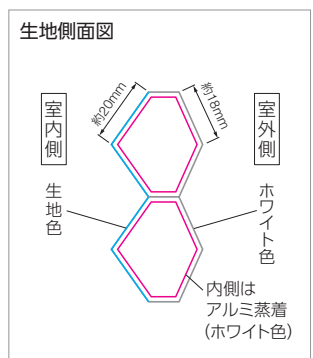 生地側面図
約20mm
約18mm
室内側
室外側
生地色
ホワイト色
内側は
アルミ蒸着
(ホワイト色)